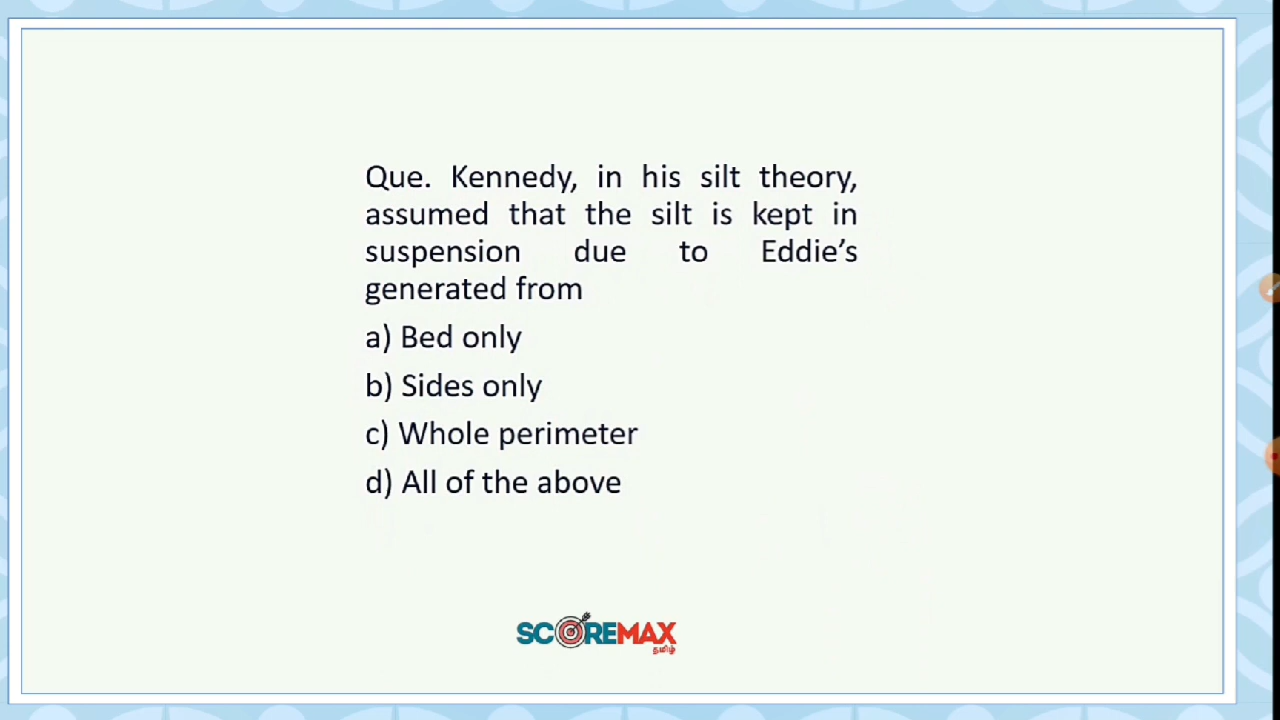 Que. Kennedy, in his silt theory,
assumed that the silt is kept in
suspension due to Eddie’s
generated from
a) Bed only
b) Sides only
c) Whole perimeter
d) All of the above
SCOREMAX
தமிழ்